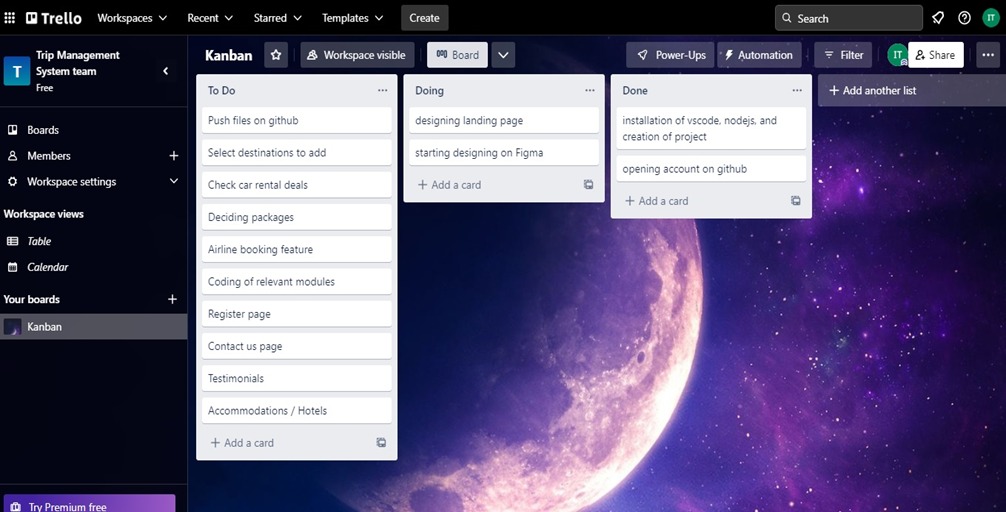 Trello
Workspaces
Recent
Starred
Templates
Create
Search
IT
T
Trip Management
System team
Free
Boards
Members
Workspace settings
Workspace views
Table
Calendar
Your boards
Kanban
Try Premium free
Kanban
Workspace visible
Board
Power-Ups
Automation
Filter
IT
Share
To Do
Push files on github
Select destinations to add
Check car rental deals
Deciding packages
Airline booking feature
Coding of relevant modules
Register page
Contact us page
Testimonials
Accommodations / Hotels
+ Add a card
Doing
designing landing page
starting designing on Figma
+ Add a card
Done
installation of vscode, nodejs, and
creation of project
opening account on github
+ Add a card
+ Add another list